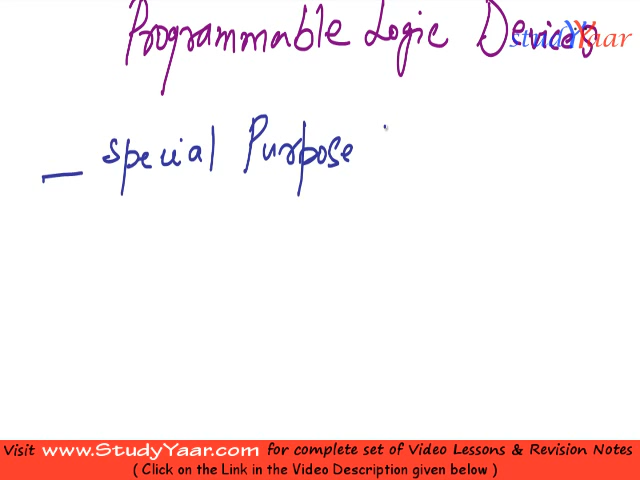 Programmable Logic Devices
studYYaar
— special Purpose
Visit www.StudyYaar.com for complete set of Video Lessons & Revision Notes
( Click on the Link in the Video Description given below )